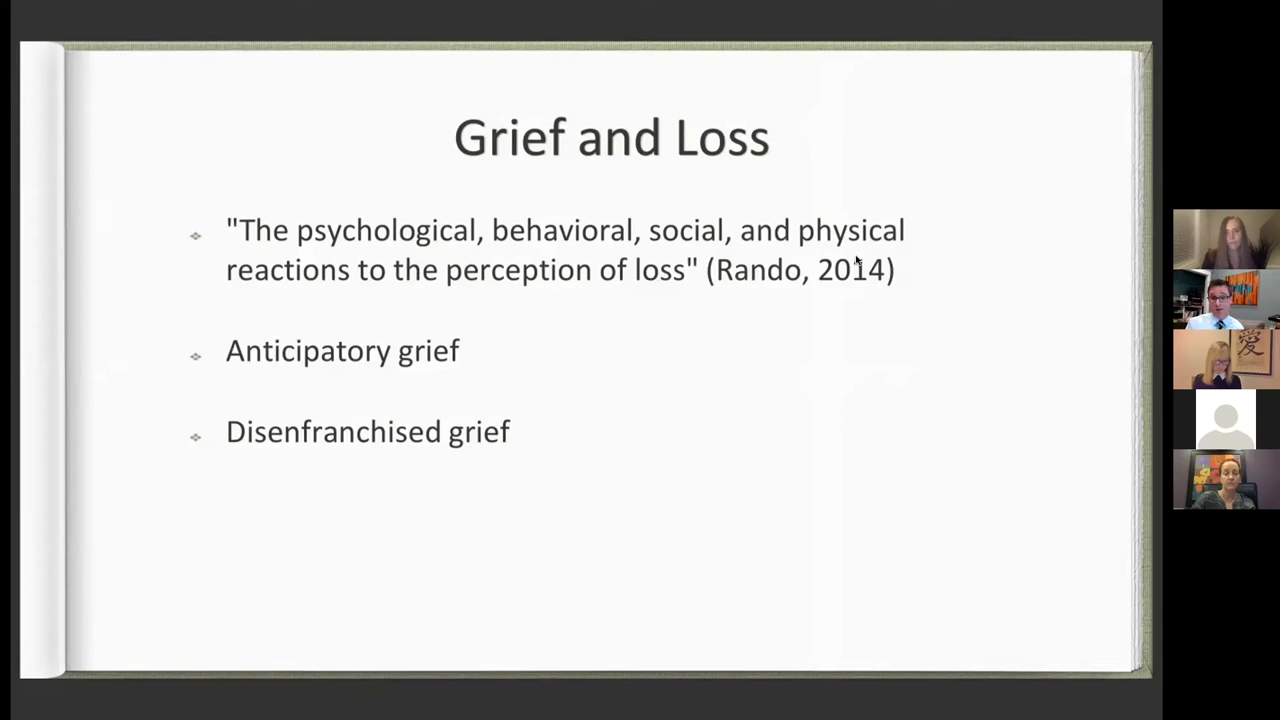 Grief and Loss
"The psychological, behavioral, social, and physical
reactions to the perception of loss" (Rando, 2014)
Anticipatory grief
Disenfranchised grief
愛